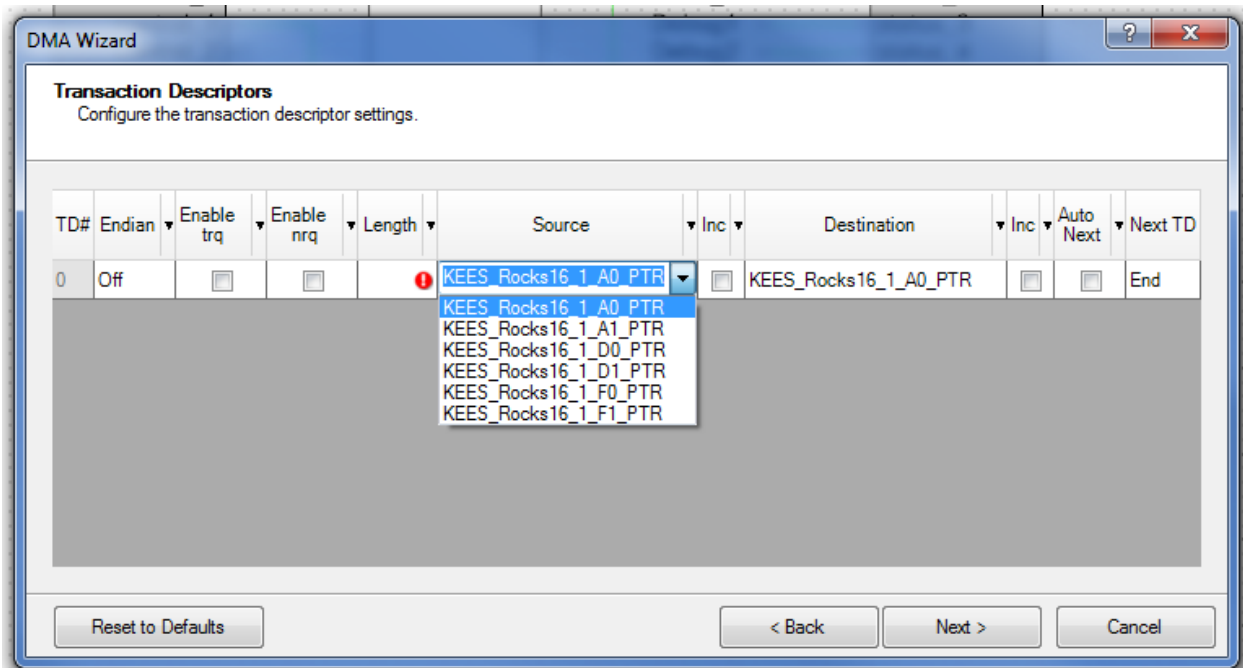 DMA Wizard
?
X
Transaction Descriptors
Configure the transaction descriptor settings.
TD# Endian Enable trq Enable nrq Length Source Inc Destination Inc Auto Next Next TD
0 Off KEES_Rocks16_1_A0_PTR KEES_Rocks16_1_A0_PTR End
KEES_Rocks16_1_A0_PTR
KEES_Rocks16_1_A1_PTR
KEES_Rocks16_1_D0_PTR
KEES_Rocks16_1_D1_PTR
KEES_Rocks16_1_F0_PTR
KEES_Rocks16_1_F1_PTR
Reset to Defaults < Back Next > Cancel